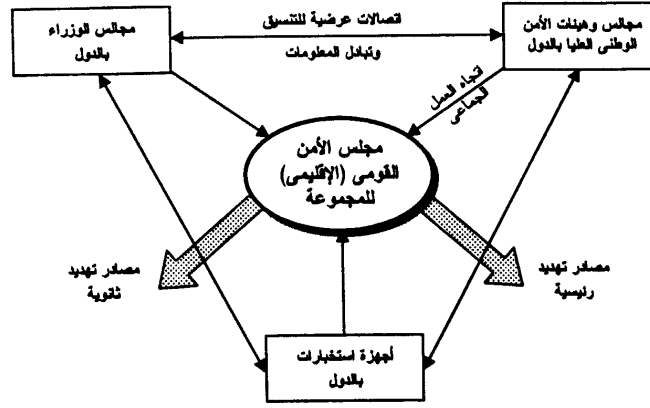 مجالس وهيئات الأمن
الوطنى العليا بالدول
اتصالات عرضية للتنسيق
وتبادل المعلومات
مجالس الوزراء
بالدول
اتجاه العمل
الجماعى
مجلس الأمن
القومى (الإقليمى)
للمجموعة
مصادر تهديد
رئيسية
مصادر تهديد
ثانوية
أجهزة استخبارات
بالدول